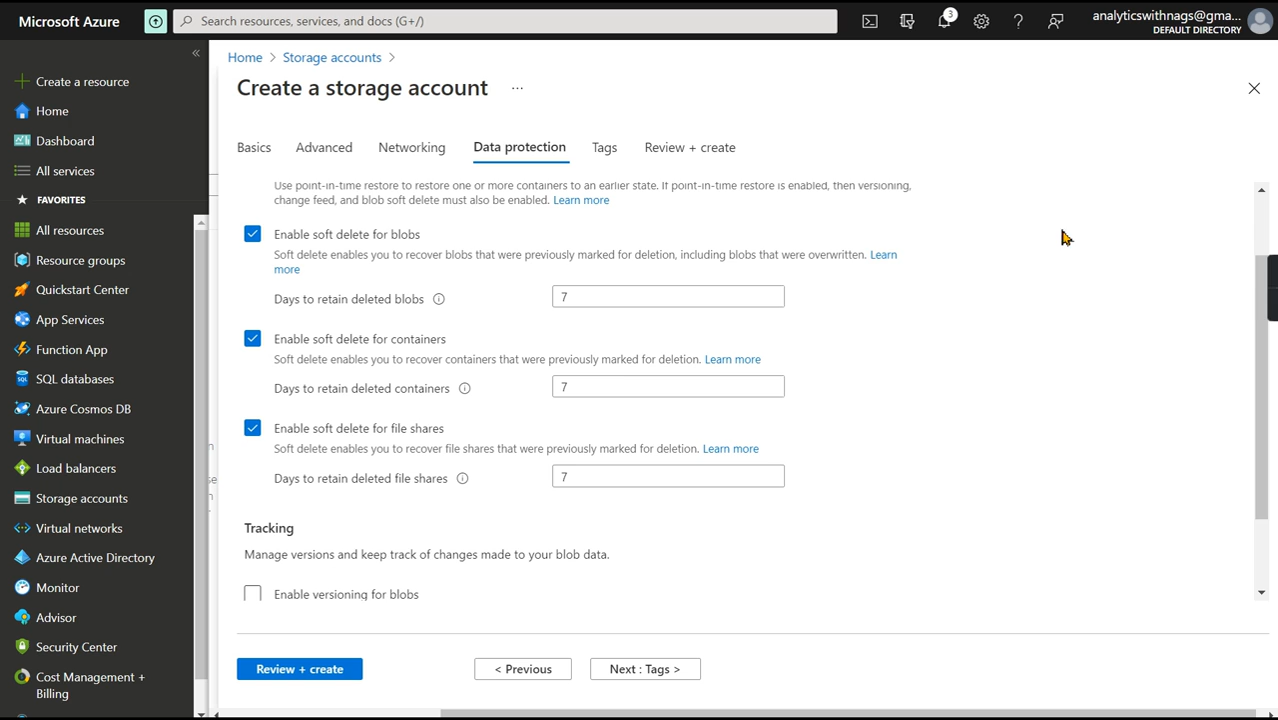 Microsoft Azure
Search resources, services, and docs (G+/)
3
analyticswithnags@gma...
DEFAULT DIRECTORY
Create a resource
Home
Dashboard
All services
FAVORITES
All resources
Resource groups
Quickstart Center
App Services
Function App
SQL databases
Azure Cosmos DB
Virtual machines
Load balancers
Storage accounts
Virtual networks
Azure Active Directory
Monitor
Advisor
Security Center
Cost Management +
Billing
Home > Storage accounts >
Create a storage account ...
Basics Advanced Networking Data protection Tags Review + create
Use point-in-time restore to restore one or more containers to an earlier state. If point-in-time restore is enabled, then versioning,
change feed, and blob soft delete must also be enabled. Learn more
Enable soft delete for blobs
Soft delete enables you to recover blobs that were previously marked for deletion, including blobs that were overwritten. Learn
more
Days to retain deleted blobs 7
Enable soft delete for containers
Soft delete enables you to recover containers that were previously marked for deletion. Learn more
Days to retain deleted containers 7
Enable soft delete for file shares
Soft delete enables you to recover file shares that were previously marked for deletion. Learn more
Days to retain deleted file shares 7
Tracking
Manage versions and keep track of changes made to your blob data.
Enable versioning for blobs
Review + create < Previous Next : Tags >